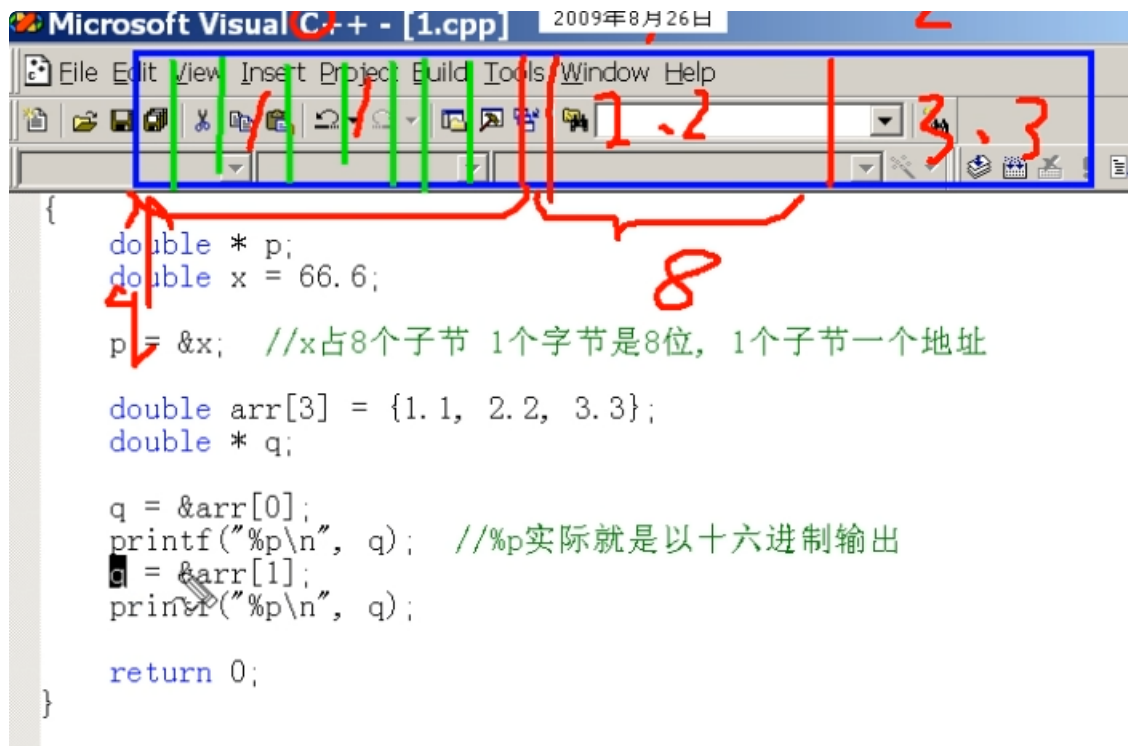 Microsoft Visual C++ - [1.cpp]
2009年8月26日
File Edit View Insert Project Build Tools Window Help
3.3
{
double * p;
double x = 66.6;
8
p = &x; //x占8个子节 1个字节是8位, 1个子节一个地址
double arr[3] = {1.1, 2.2, 3.3};
double * q;
q = &arr[0];
printf("%p\n", q); //%p实际就是以十六进制输出
q = &arr[1];
printf("%p\n", q);
return 0;
}